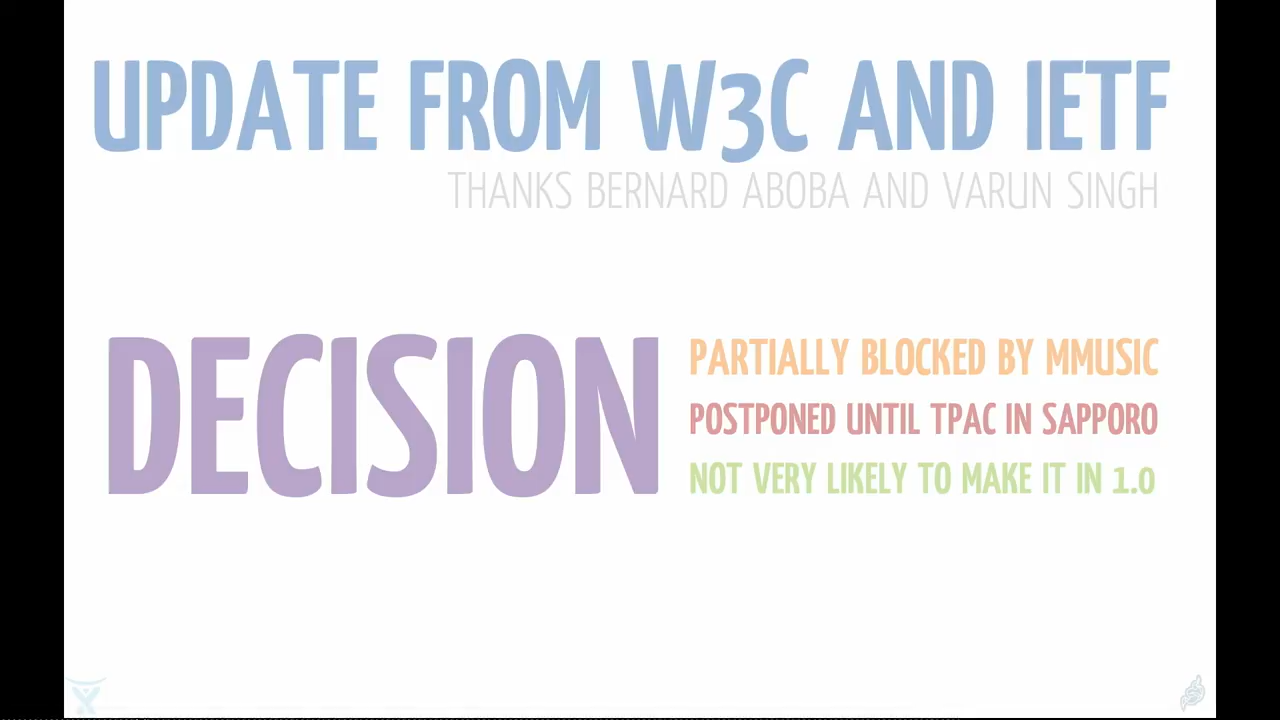 UPDATE FROM W3C AND IETF
THANKS BERNARD ABOBA AND VARUN SINGH
DECISION
PARTIALLY BLOCKED BY MMUSIC
POSTPONED UNTIL TPAC IN SAPPORO
NOT VERY LIKELY TO MAKE IT IN 1.0